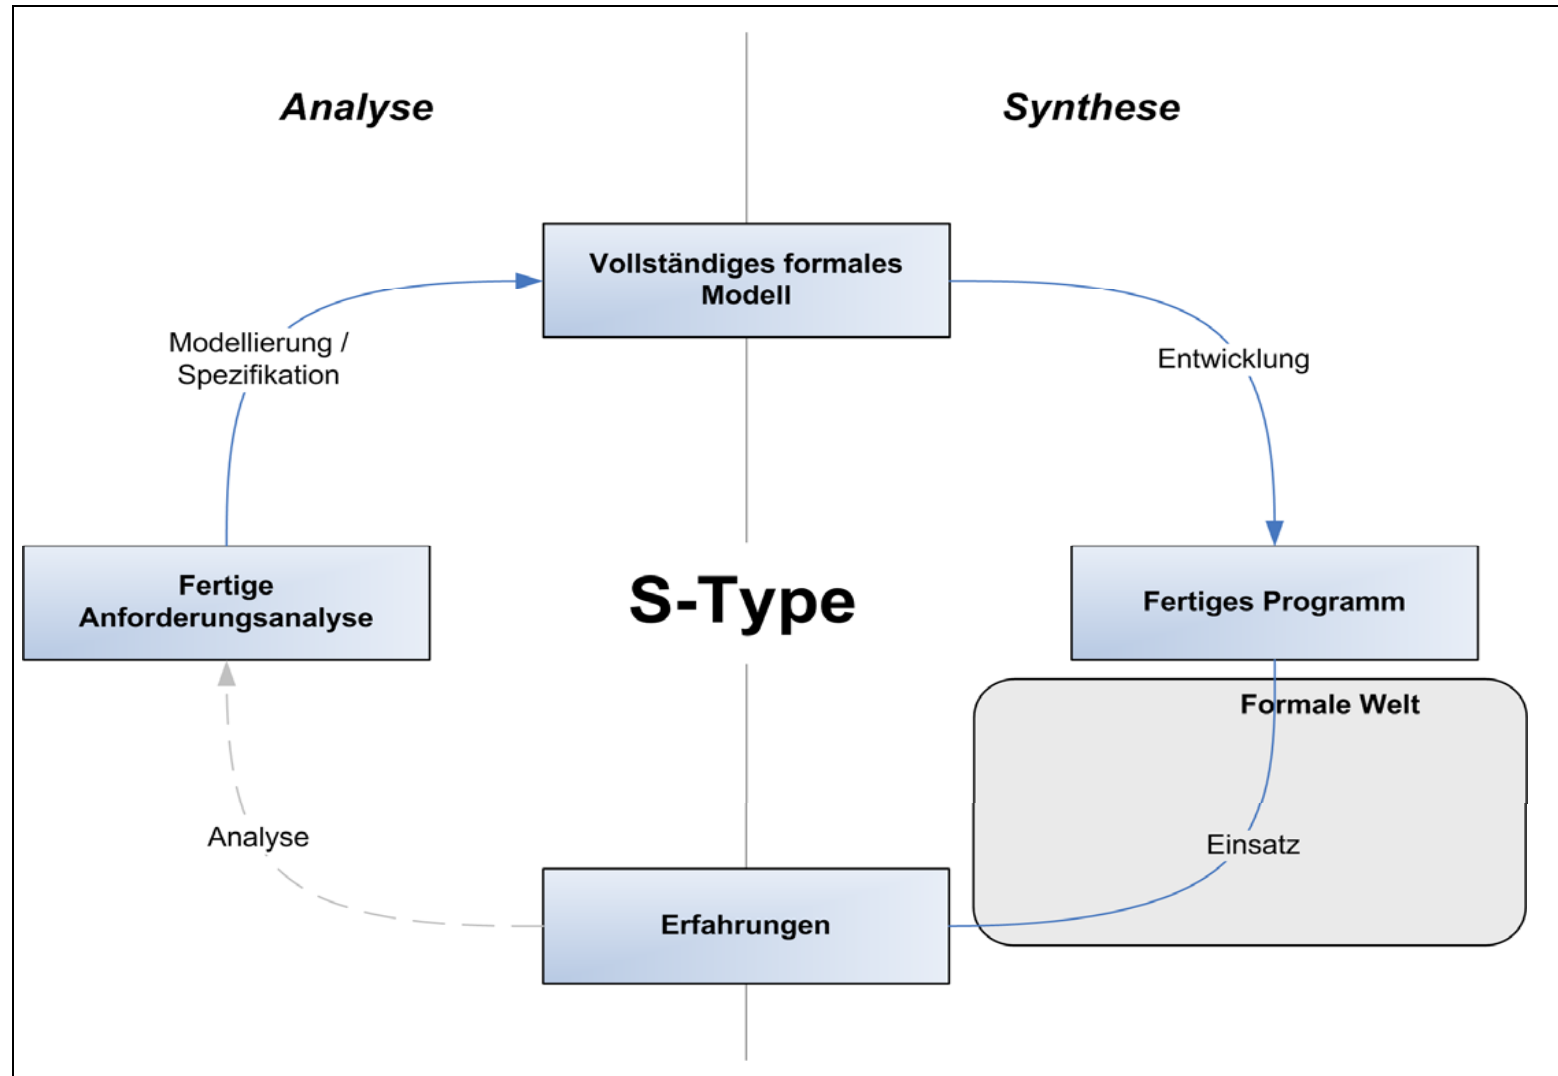 Analyse
Synthese
Vollständiges formales
Modell
Modellierung /
Spezifikation
Entwicklung
Fertige
Anforderungsanalyse
S-Type
Fertiges Programm
Formale Welt
Analyse
Einsatz
Erfahrungen